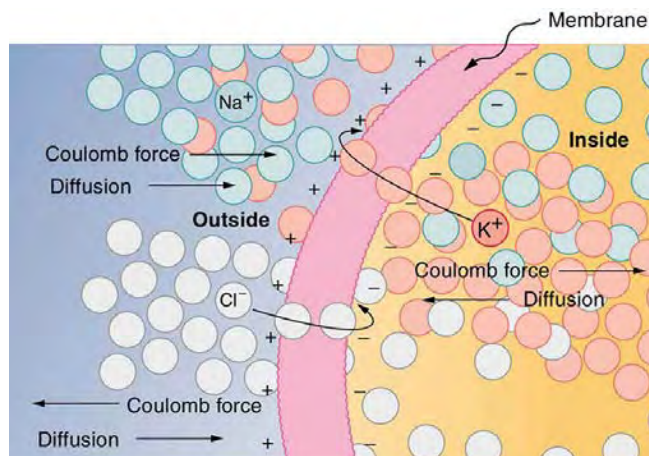 Membrane
Na⁺
Inside
Coulomb force
Diffusion
Outside
K⁺
Coulomb force
Diffusion
Cl⁻
Coulomb force
Diffusion
+ + + + + + + + + +
− − − − − − − − − −